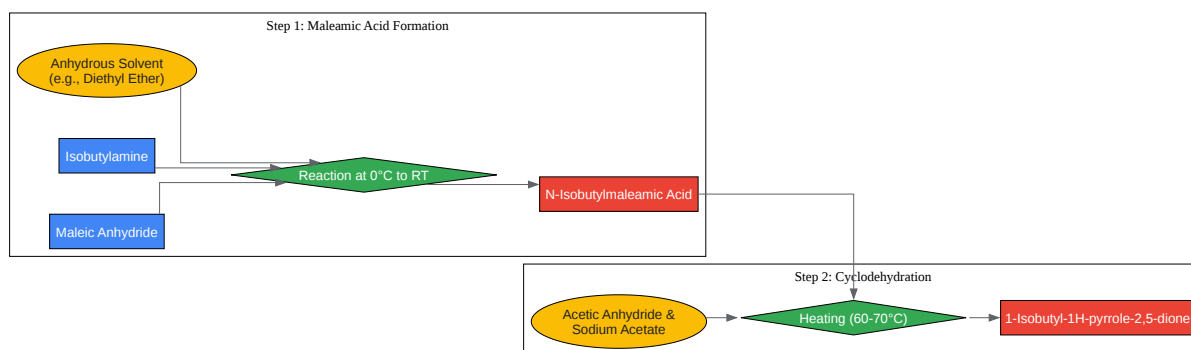 Step 1: Maleamic Acid Formation
Anhydrous Solvent
(e.g., Diethyl Ether)
Isobutylamine
Reaction at 0°C to RT
N-Isobutylmaleamic Acid
Maleic Anhydride
Step 2: Cyclodehydration
Acetic Anhydride &
Sodium Acetate
Heating (60-70°C)
1-Isobutyl-1H-pyrrole-2,5-dione